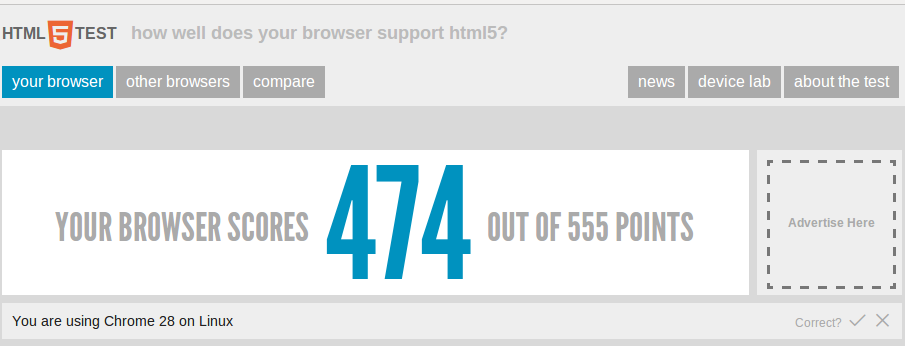 HTML 5 TEST how well does your browser support html5?
your browser other browsers compare news device lab about the test
YOUR BROWSER SCORES 474 OUT OF 555 POINTS
Advertise Here
You are using Chrome 28 on Linux Correct?